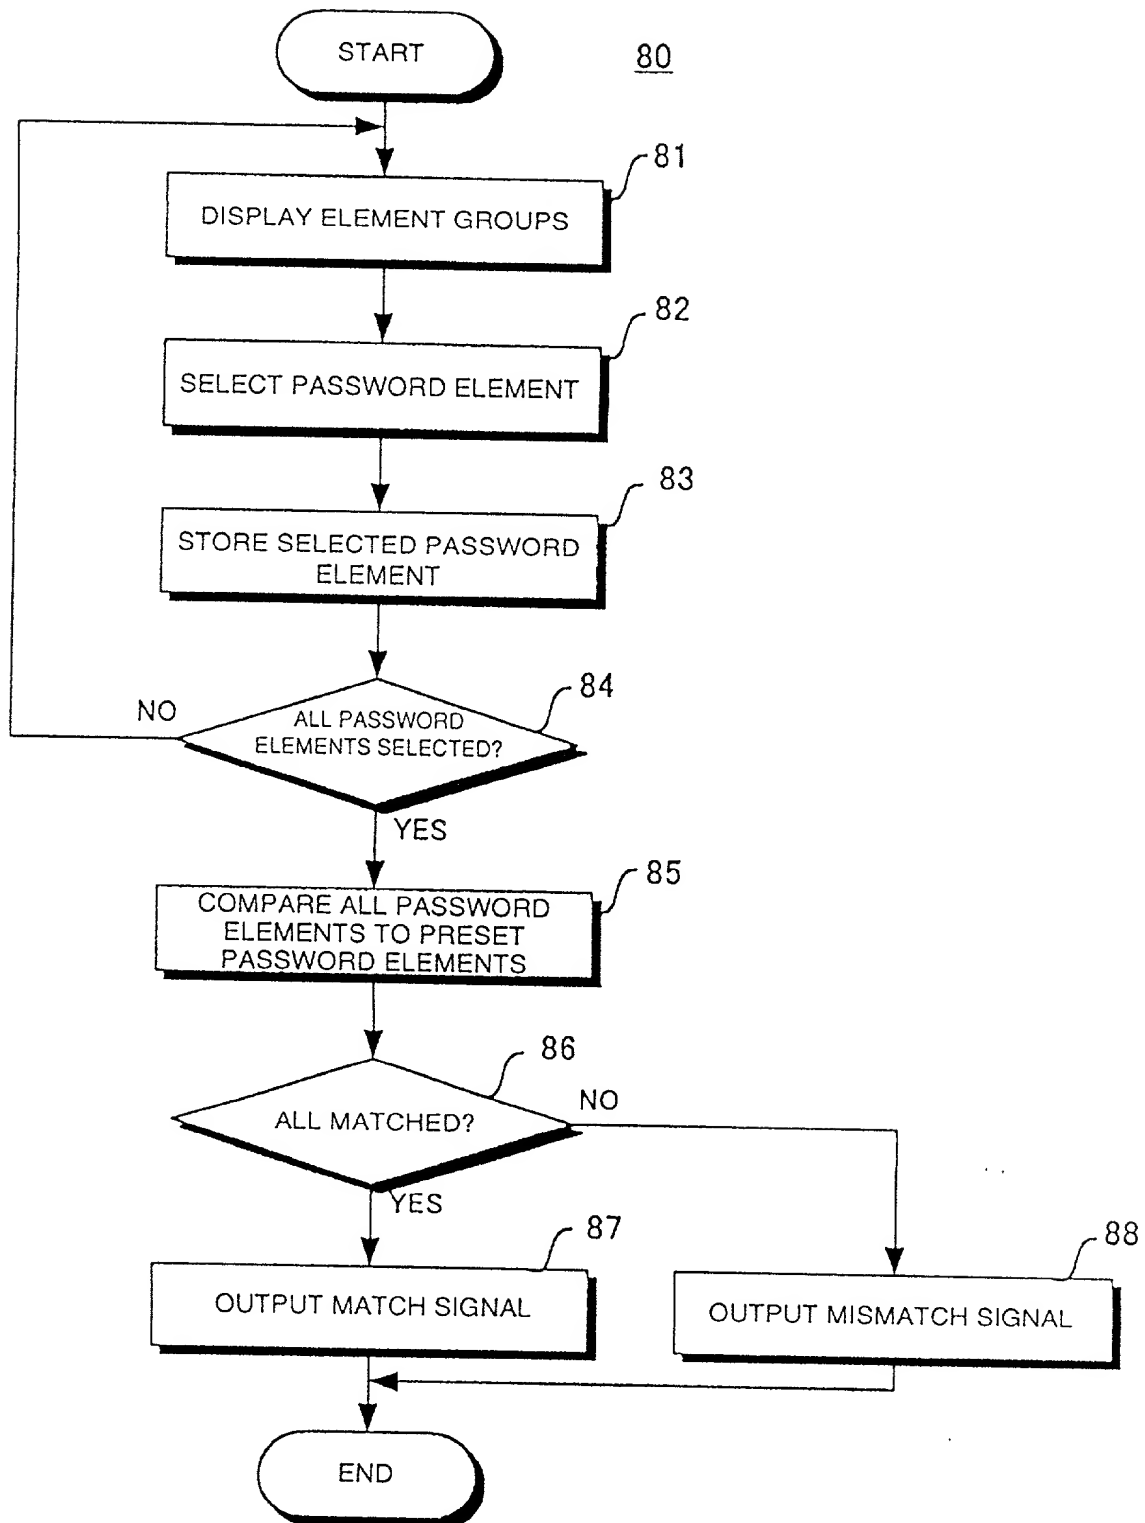 START
80
81
DISPLAY ELEMENT GROUPS
82
SELECT PASSWORD ELEMENT
83
STORE SELECTED PASSWORD
ELEMENT
84
NO
ALL PASSWORD
ELEMENTS SELECTED?
YES
85
COMPARE ALL PASSWORD
ELEMENTS TO PRESET
PASSWORD ELEMENTS
86
NO
ALL MATCHED?
YES
87
88
OUTPUT MATCH SIGNAL
OUTPUT MISMATCH SIGNAL
END